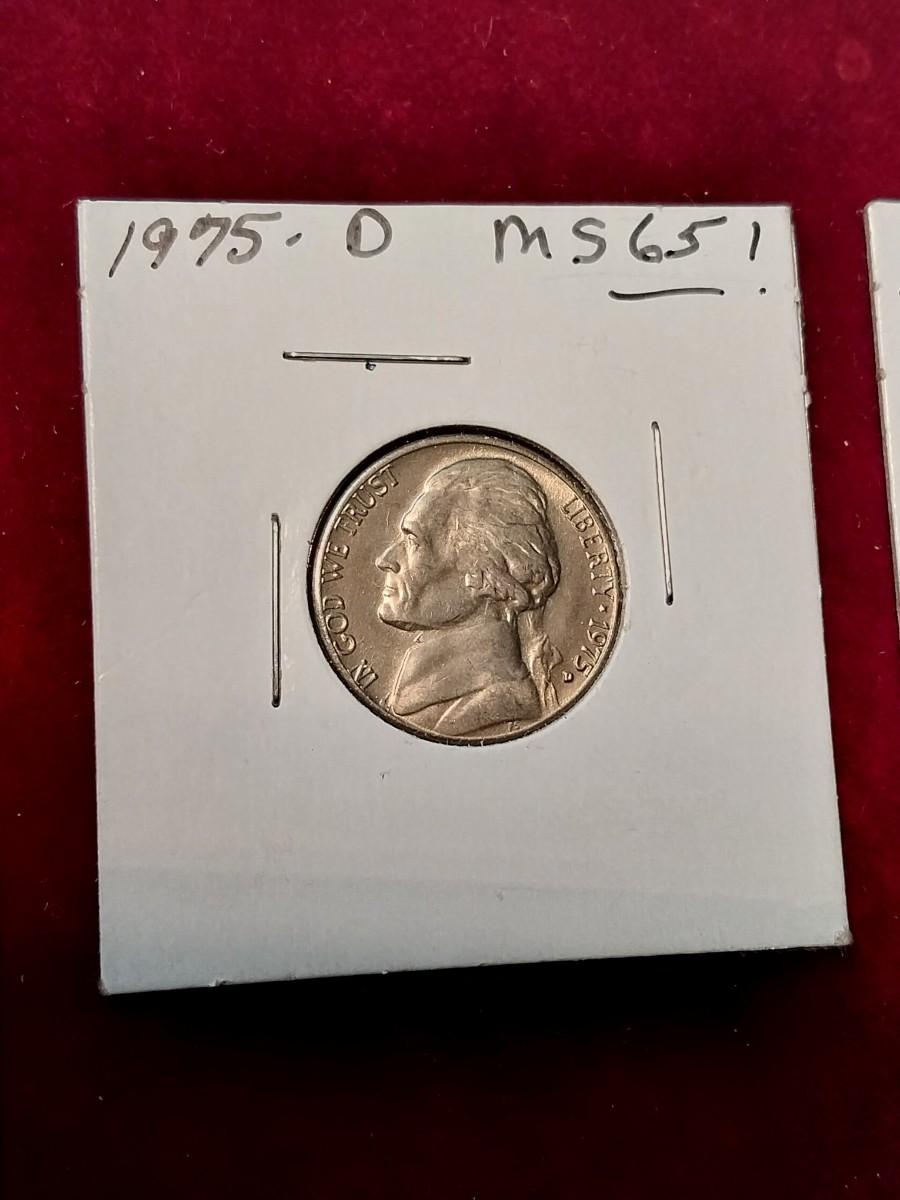 1975. D MS65!
IN GOD WE TRUST
LIBERTY * 1975
D